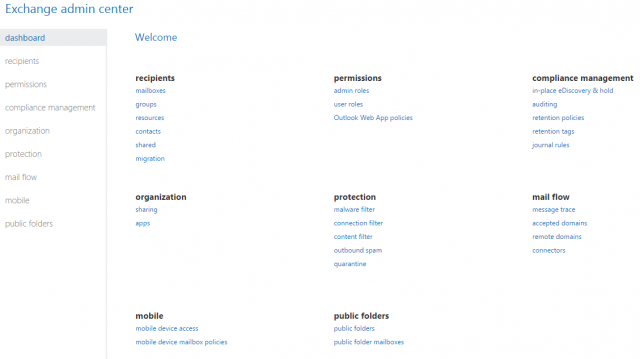 Exchange admin center
dashboard
recipients
permissions
compliance management
organization
protection
mail flow
mobile
public folders
Welcome
recipients
mailboxes
groups
resources
contacts
shared
migration
permissions
admin roles
user roles
Outlook Web App policies
compliance management
in-place eDiscovery & hold
auditing
retention policies
retention tags
journal rules
organization
sharing
apps
protection
malware filter
connection filter
content filter
outbound spam
quarantine
mail flow
message trace
accepted domains
remote domains
connectors
mobile
mobile device access
mobile device mailbox policies
public folders
public folders
public folder mailboxes